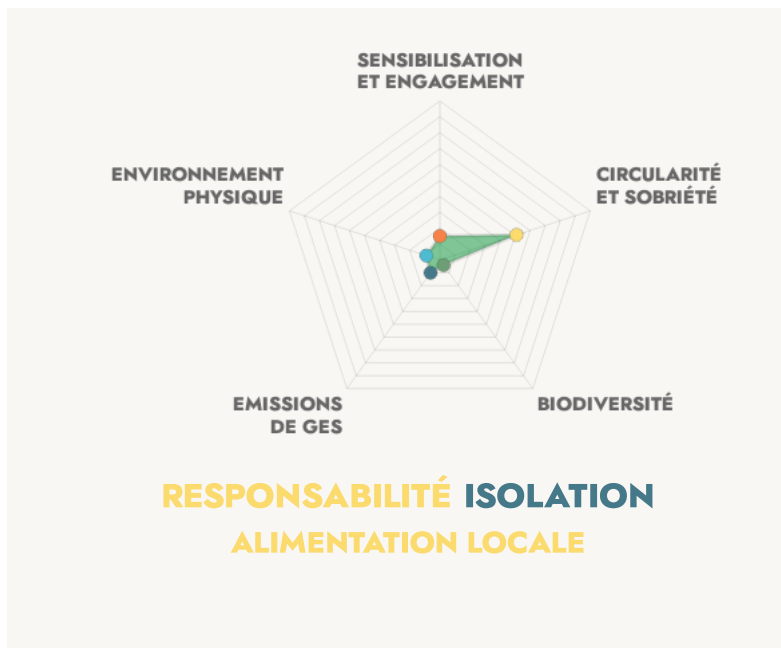 SENSIBILISATION
ET ENGAGEMENT
ENVIRONNEMENT
PHYSIQUE
CIRCULARITÉ
ET SOBRIÉTÉ
EMISSIONS
DE GES
BIODIVERSITÉ
RESPONSABILITÉ ISOLATION
ALIMENTATION LOCALE